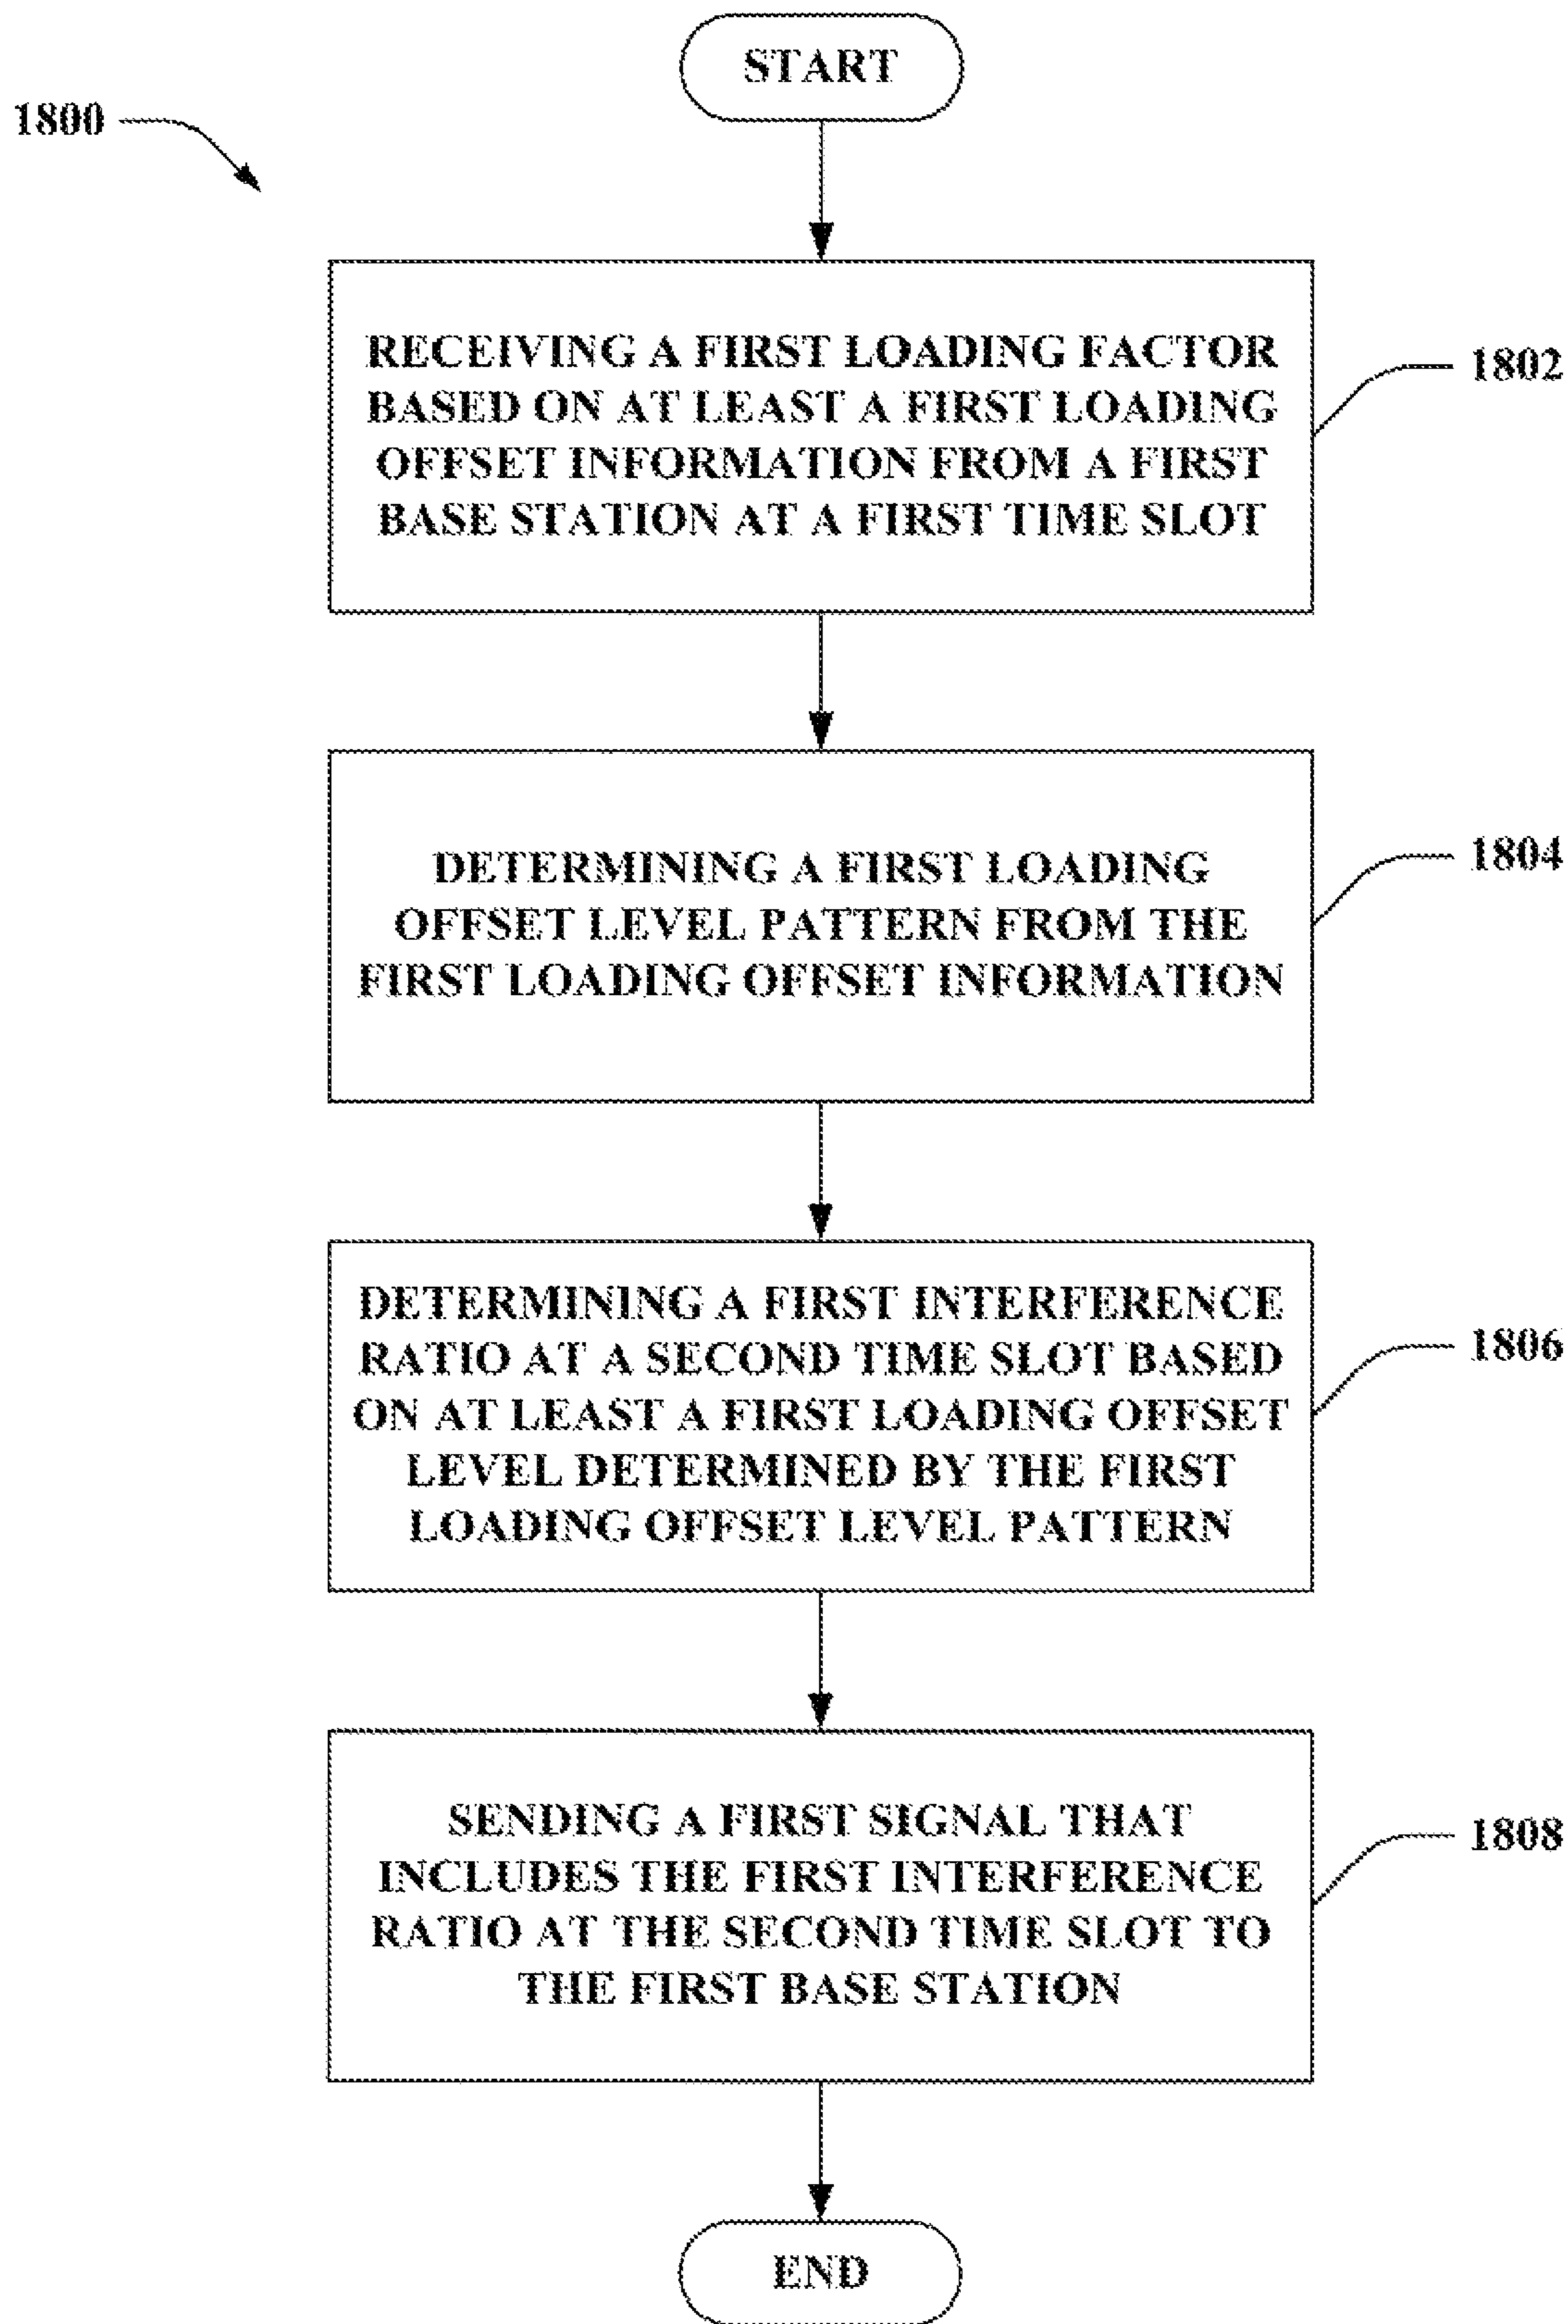 START
1800
RECEIVING A FIRST LOADING FACTOR
BASED ON AT LEAST A FIRST LOADING
OFFSET INFORMATION FROM A FIRST
BASE STATION AT A FIRST TIME SLOT
1802
DETERMINING A FIRST LOADING
OFFSET LEVEL PATTERN FROM THE
FIRST LOADING OFFSET INFORMATION
1804
DETERMINING A FIRST INTERFERENCE
RATIO AT A SECOND TIME SLOT BASED
ON AT LEAST A FIRST LOADING OFFSET
LEVEL DETERMINED BY THE FIRST
LOADING OFFSET LEVEL PATTERN
1806
SENDING A FIRST SIGNAL THAT
INCLUDES THE FIRST INTERFERENCE
RATIO AT THE SECOND TIME SLOT TO
THE FIRST BASE STATION
1808
END